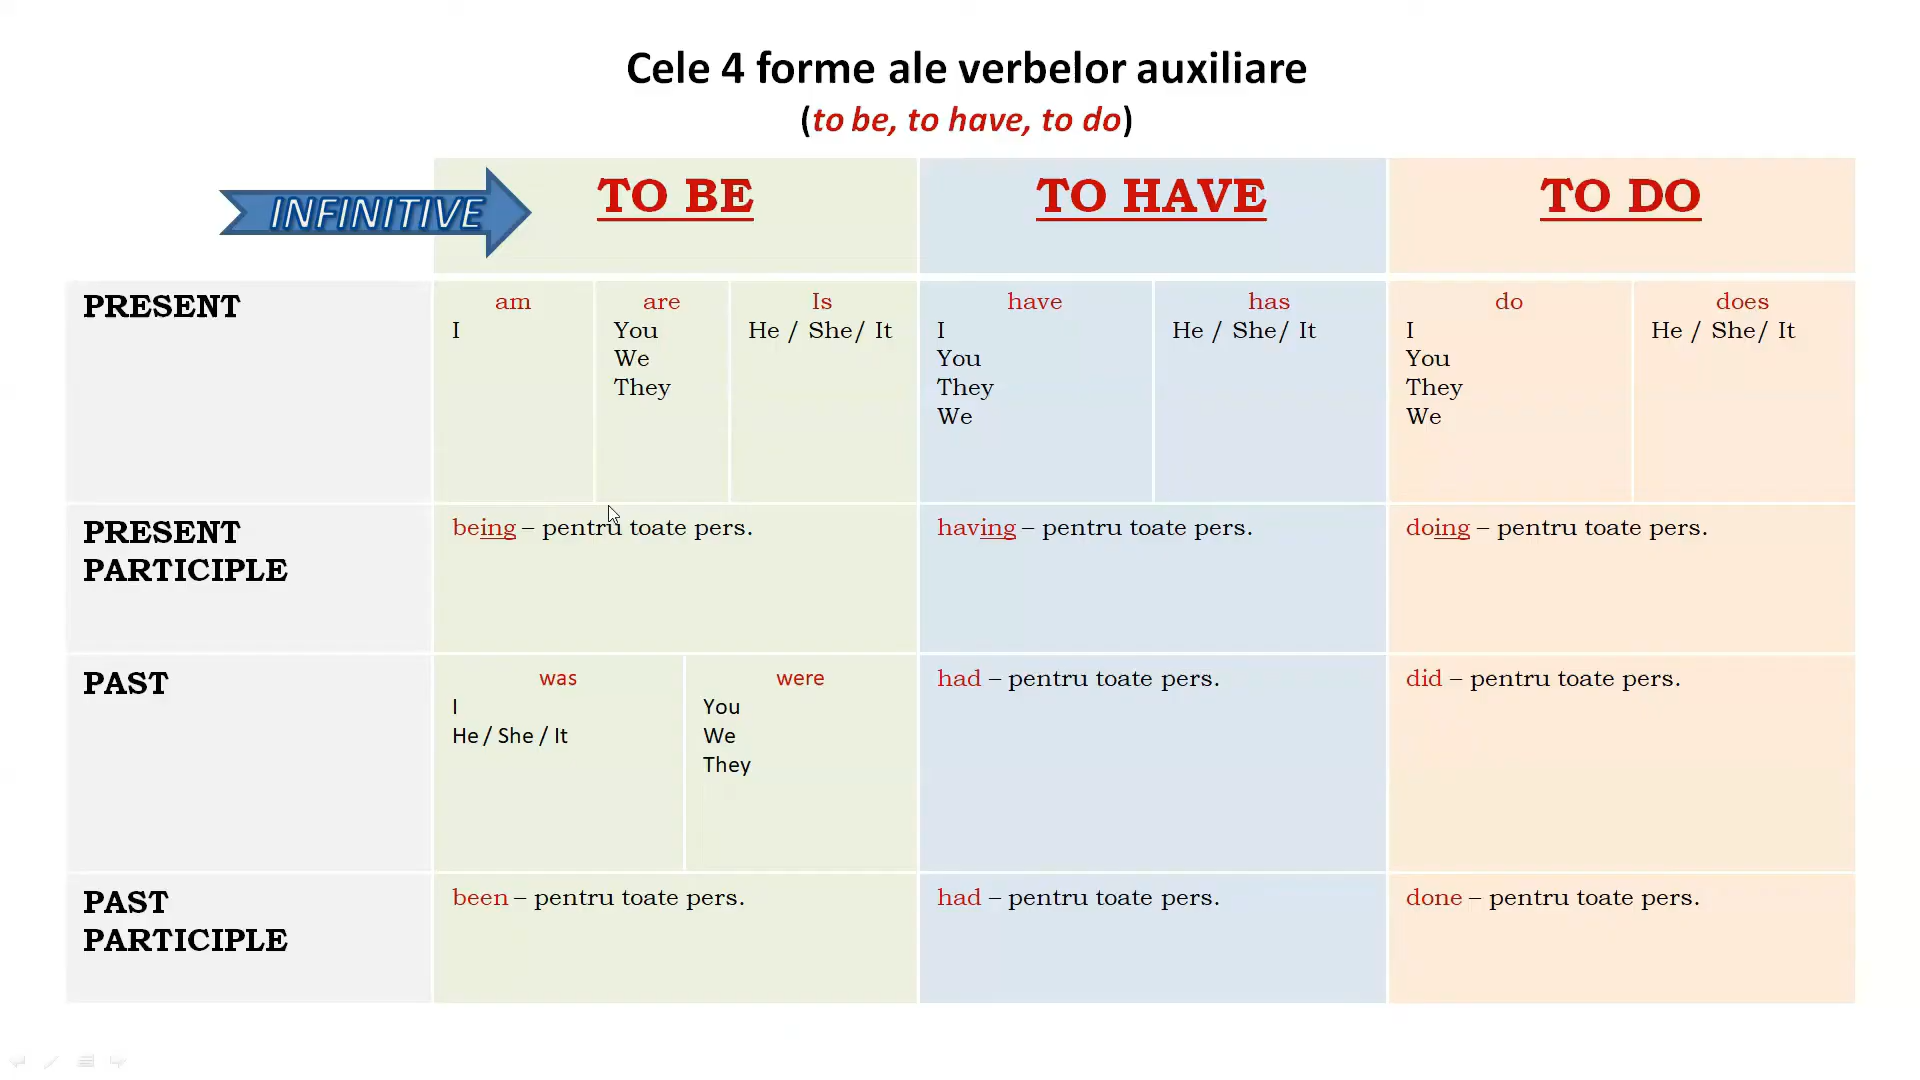 Cele 4 forme ale verbelor auxiliare
(to be, to have, to do)
INFINITIVE
TO BE
TO HAVE
TO DO
PRESENT
am
I
are
You
We
They
Is
He / She/ It
have
I
You
They
We
has
He / She/ It
do
I
You
They
We
does
He / She/ It
PRESENT
PARTICIPLE
being – pentru toate pers.
having – pentru toate pers.
doing – pentru toate pers.
PAST
was
I
He / She / It
were
You
We
They
had – pentru toate pers.
did – pentru toate pers.
PAST
PARTICIPLE
been – pentru toate pers.
had – pentru toate pers.
done – pentru toate pers.